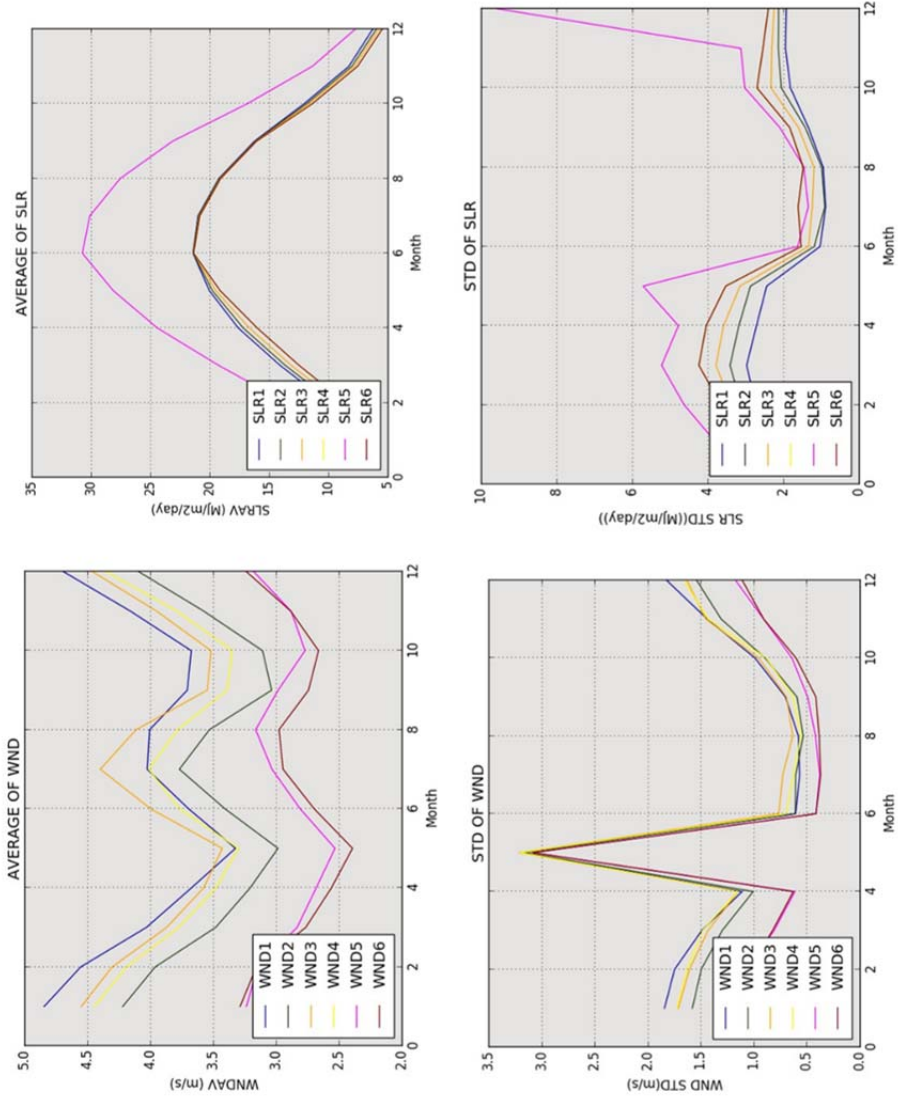 AVERAGE OF WND
WNDAV (m/s)
5.0
4.5
4.0
3.5
3.0
2.5
2.0
0
2
4
6
8
10
12
Month
WND1
WND2
WND3
WND4
WND5
WND6
AVERAGE OF SLR
SLRAV (MJ/m2/day)
35
30
25
20
15
10
5
0
2
4
6
8
10
12
Month
SLR1
SLR2
SLR3
SLR4
SLR5
SLR6
STD OF WND
WND STD(m/s)
3.5
3.0
2.5
2.0
1.5
1.0
0.5
0.0
0
2
4
6
8
10
12
Month
WND1
WND2
WND3
WND4
WND5
WND6
STD OF SLR
SLR STD((MJ/m2/day))
10
8
6
4
2
0
0
2
4
6
8
10
12
Month
SLR1
SLR2
SLR3
SLR4
SLR5
SLR6